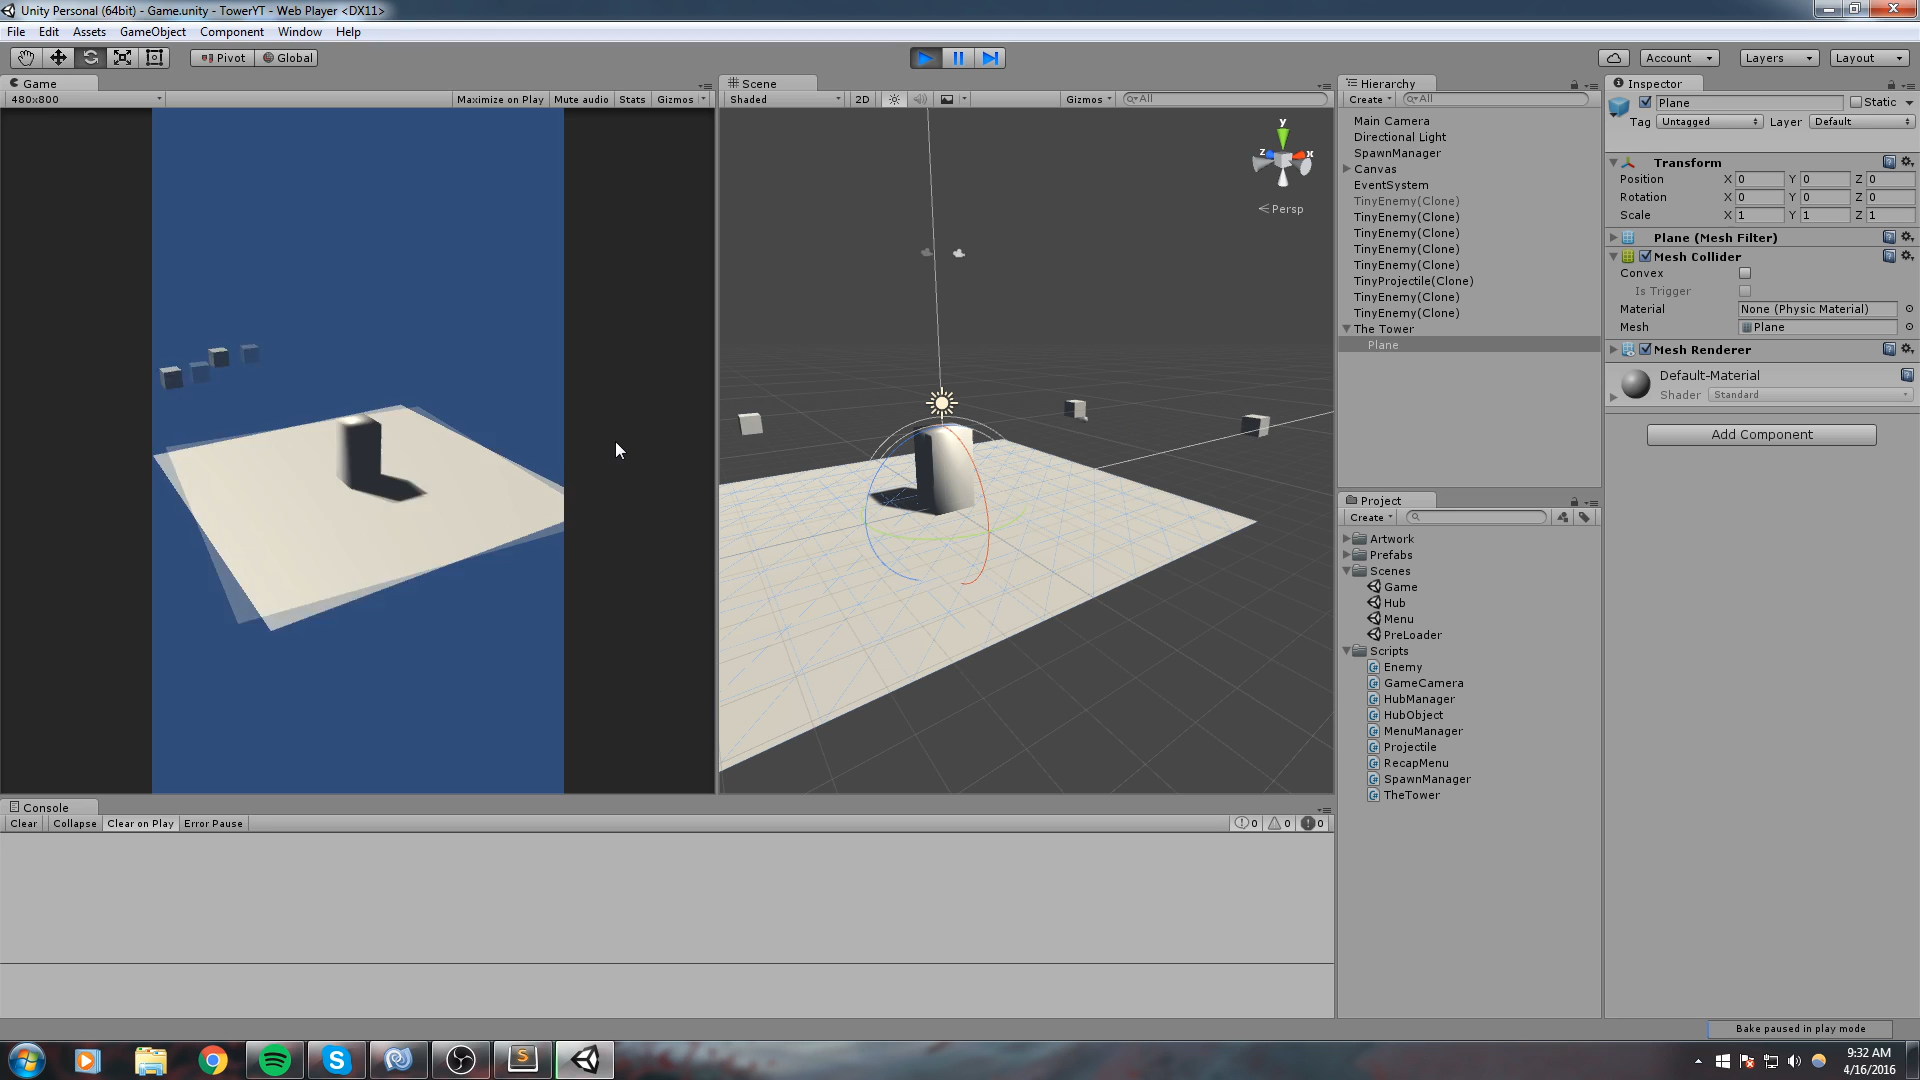 Unity Personal (64bit) - Game.unity - TowerYT - Web Player <DX11>
File Edit Assets GameObject Component Window Help
Pivot Global Account Layers Layout
Game
480x800 Maximize on Play Mute audio Stats Gizmos
Scene
Shaded 2D Gizmos All
y
z x
Persp
Hierarchy
Create All
Main Camera
Directional Light
SpawnManager
Canvas
EventSystem
TinyEnemy(Clone)
TinyEnemy(Clone)
TinyEnemy(Clone)
TinyEnemy(Clone)
TinyEnemy(Clone)
TinyProjectile(Clone)
TinyEnemy(Clone)
TinyEnemy(Clone)
The Tower
Plane
Project
Create
Artwork
Prefabs
Scenes
Game
Hub
Menu
PreLoader
Scripts
Enemy
GameCamera
HubManager
HubObject
MenuManager
Projectile
RecapMenu
SpawnManager
TheTower
Inspector
Plane Static
Tag Untagged Layer Default
Transform
Position X 0 Y 0 Z 0
Rotation X 0 Y 0 Z 0
Scale X 1 Y 1 Z 1
Plane (Mesh Filter)
Mesh Collider
Convex
Is Trigger
Material None (Physic Material)
Mesh Plane
Mesh Renderer
Default-Material
Shader Standard
Add Component
Console
Clear Collapse Clear on Play Error Pause 0 0 0
Bake paused in play mode
9:32 AM
4/16/2016